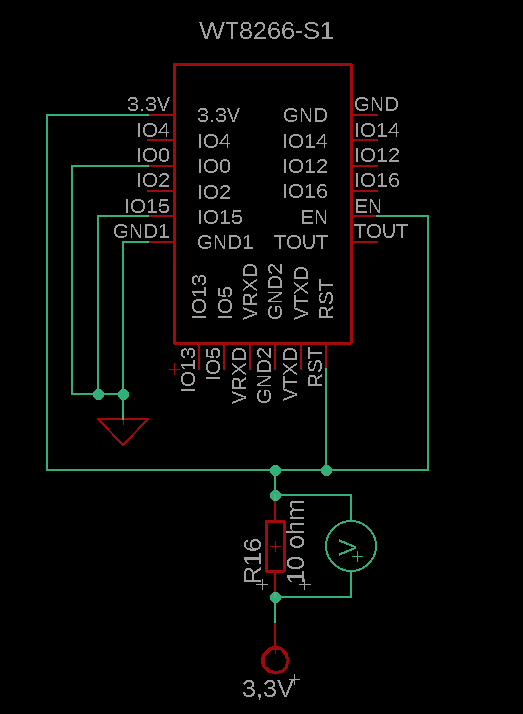 WT8266-S1
3.3V 3.3V GND GND
IO4 IO4 IO14 IO14
IO0 IO0 IO12 IO12
IO2 IO2 IO16 IO16
IO15 IO15 EN EN
GND1 GND1 TOUT TOUT
IO13 IO5 VRXD GND2 VTXD RST
IO13 IO5 VRXD GND2 VTXD RST
R16 10 ohm V
3,3V